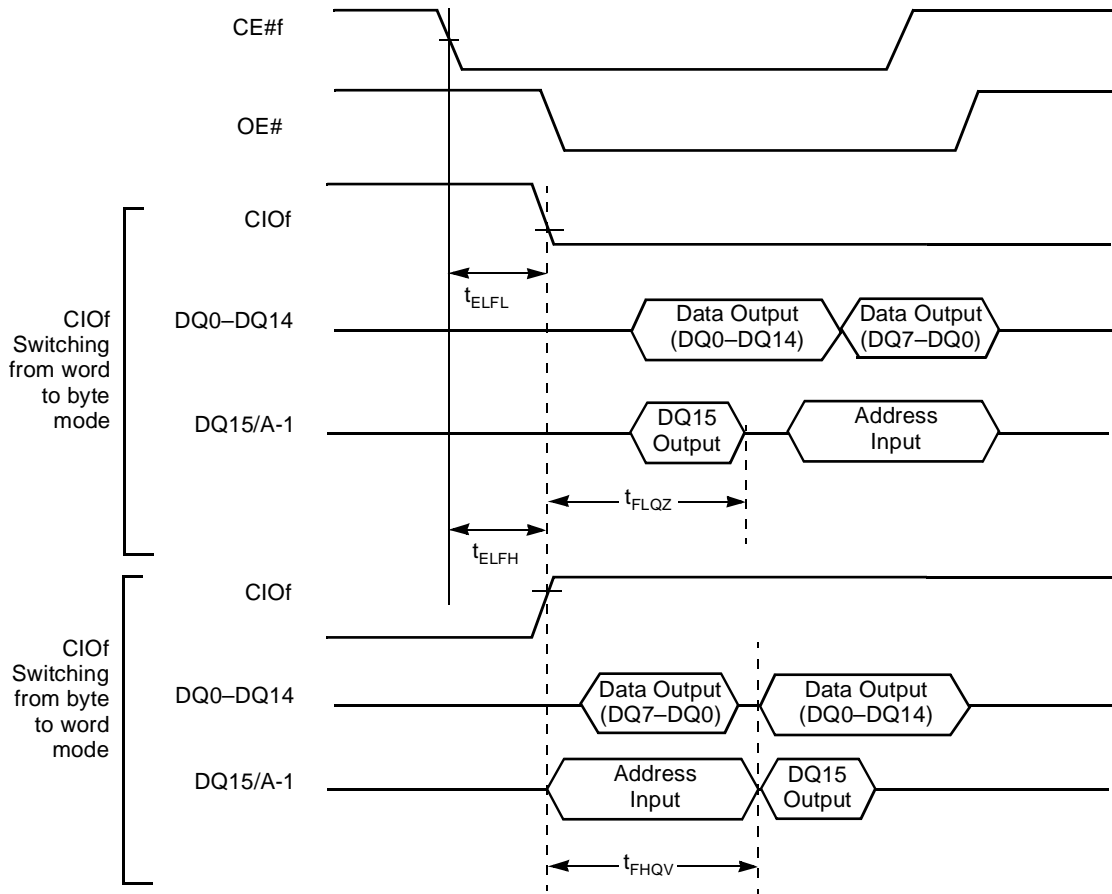 CE#f
OE#
CIOf
tELFL
CIOf
Switching
from word
to byte
mode
DQ0–DQ14
Data Output
(DQ0–DQ14)
Data Output
(DQ7–DQ0)
DQ15/A-1
DQ15
Output
Address
Input
tFLQZ
tELFH
CIOf
CIOf
Switching
from byte
to word
mode
DQ0–DQ14
Data Output
(DQ7–DQ0)
Data Output
(DQ0–DQ14)
DQ15/A-1
Address
Input
DQ15
Output
tFHQV